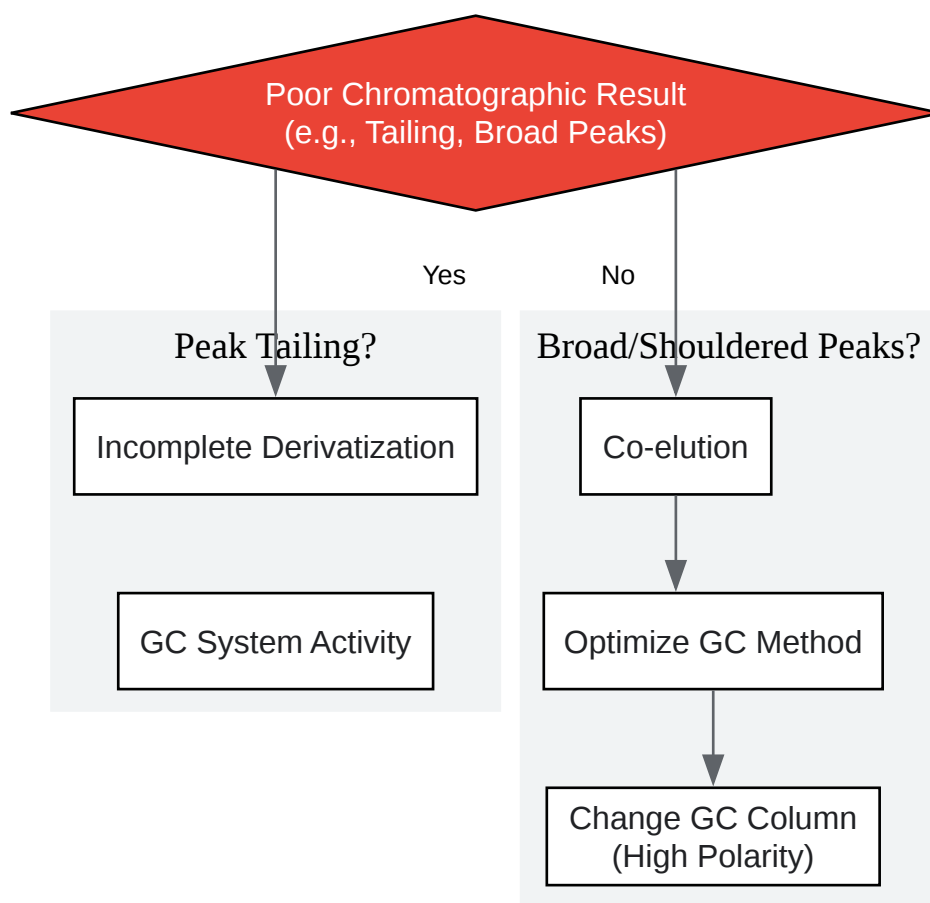 Poor Chromatographic Result
(e.g., Tailing, Broad Peaks)
Yes
No
Peak Tailing?
Broad/Shouldered Peaks?
Incomplete Derivatization
Co-elution
GC System Activity
Optimize GC Method
Change GC Column
(High Polarity)